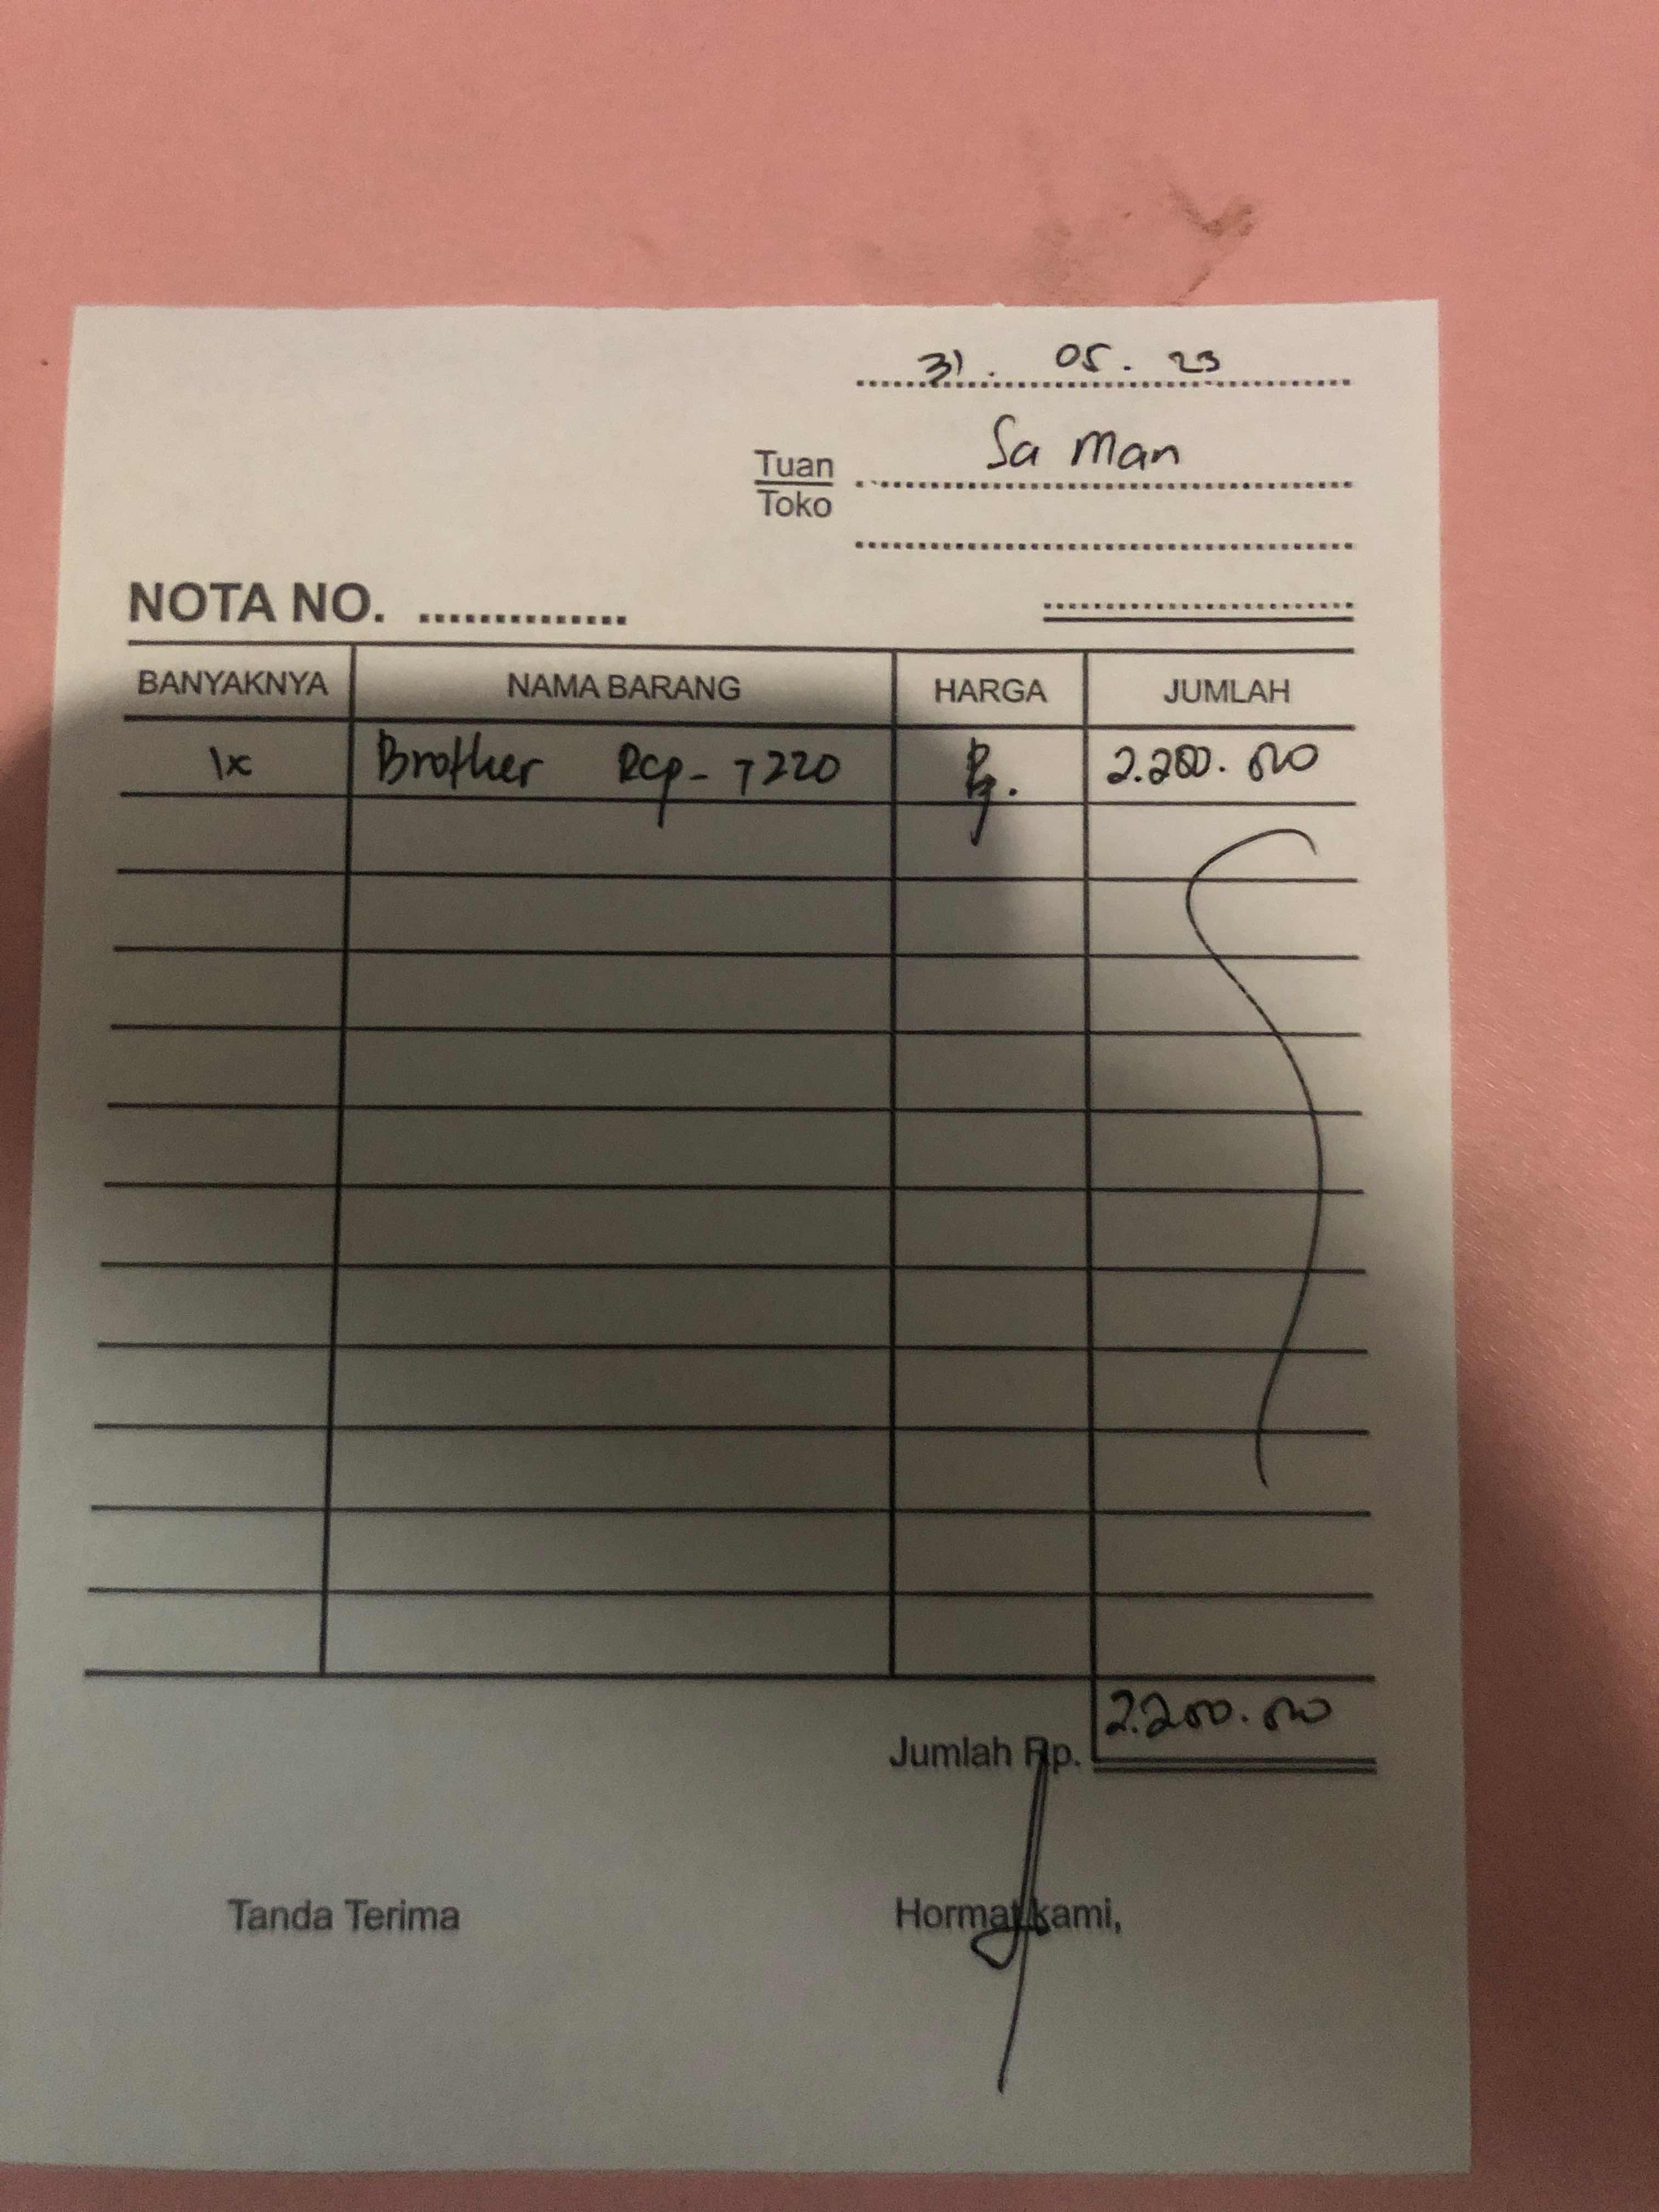 31. 05. 23
Tuan Sa Man
Toko
NOTA NO.
BANYAKNYA NAMA BARANG HARGA JUMLAH
1x Brother Dcp- T220 Rp. 2.200.000
Jumlah Rp. 2.200.000
Tanda Terima Hormat kami,